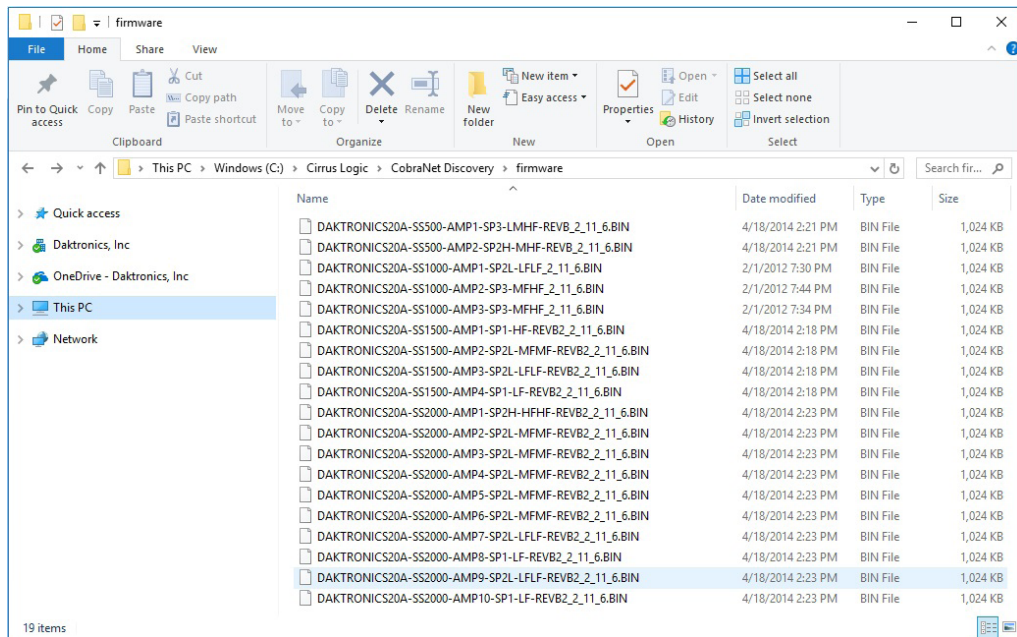 firmware
File Home Share View
Pin to Quick access
Copy
Paste
Cut
Copy path
Paste shortcut
Clipboard
Move to
Copy to
Delete
Rename
Organize
New folder
New item
Easy access
New
Properties
Open
Edit
History
Open
Select all
Select none
Invert selection
Select
This PC > Windows (C:) > Cirrus Logic > CobraNet Discovery > firmware
Search fir...
Quick access
Daktronics, Inc
OneDrive - Daktronics, Inc
This PC
Network
Name Date modified Type Size
DAKTRONICS20A-SS500-AMP1-SP3-LMHF-REVB_2_11_6.BIN 4/18/2014 2:21 PM BIN File 1,024 KB
DAKTRONICS20A-SS500-AMP2-SP2H-MHF-REVB_2_11_6.BIN 4/18/2014 2:21 PM BIN File 1,024 KB
DAKTRONICS20A-SS1000-AMP1-SP2L-LFLF_2_11_6.BIN 2/1/2012 7:30 PM BIN File 1,024 KB
DAKTRONICS20A-SS1000-AMP2-SP3-MFHF_2_11_6.BIN 2/1/2012 7:44 PM BIN File 1,024 KB
DAKTRONICS20A-SS1000-AMP3-SP3-MFHF_2_11_6.BIN 2/1/2012 7:34 PM BIN File 1,024 KB
DAKTRONICS20A-SS1500-AMP1-SP1-HF-REVB2_2_11_6.BIN 4/18/2014 2:18 PM BIN File 1,024 KB
DAKTRONICS20A-SS1500-AMP2-SP2L-MFMF-REVB2_2_11_6.BIN 4/18/2014 2:18 PM BIN File 1,024 KB
DAKTRONICS20A-SS1500-AMP3-SP2L-LFLF-REVB2_2_11_6.BIN 4/18/2014 2:18 PM BIN File 1,024 KB
DAKTRONICS20A-SS1500-AMP4-SP1-LF-REVB2_2_11_6.BIN 4/18/2014 2:18 PM BIN File 1,024 KB
DAKTRONICS20A-SS2000-AMP1-SP2H-HFHF-REVB2_2_11_6.BIN 4/18/2014 2:23 PM BIN File 1,024 KB
DAKTRONICS20A-SS2000-AMP2-SP2L-MFMF-REVB2_2_11_6.BIN 4/18/2014 2:23 PM BIN File 1,024 KB
DAKTRONICS20A-SS2000-AMP3-SP2L-MFMF-REVB2_2_11_6.BIN 4/18/2014 2:23 PM BIN File 1,024 KB
DAKTRONICS20A-SS2000-AMP4-SP2L-MFMF-REVB2_2_11_6.BIN 4/18/2014 2:23 PM BIN File 1,024 KB
DAKTRONICS20A-SS2000-AMP5-SP2L-MFMF-REVB2_2_11_6.BIN 4/18/2014 2:23 PM BIN File 1,024 KB
DAKTRONICS20A-SS2000-AMP6-SP2L-MFMF-REVB2_2_11_6.BIN 4/18/2014 2:23 PM BIN File 1,024 KB
DAKTRONICS20A-SS2000-AMP7-SP2L-LFLF-REVB2_2_11_6.BIN 4/18/2014 2:23 PM BIN File 1,024 KB
DAKTRONICS20A-SS2000-AMP8-SP1-LF-REVB2_2_11_6.BIN 4/18/2014 2:23 PM BIN File 1,024 KB
DAKTRONICS20A-SS2000-AMP9-SP2L-LFLF-REVB2_2_11_6.BIN 4/18/2014 2:23 PM BIN File 1,024 KB
DAKTRONICS20A-SS2000-AMP10-SP1-LF-REVB2_2_11_6.BIN 4/18/2014 2:23 PM BIN File 1,024 KB
19 items